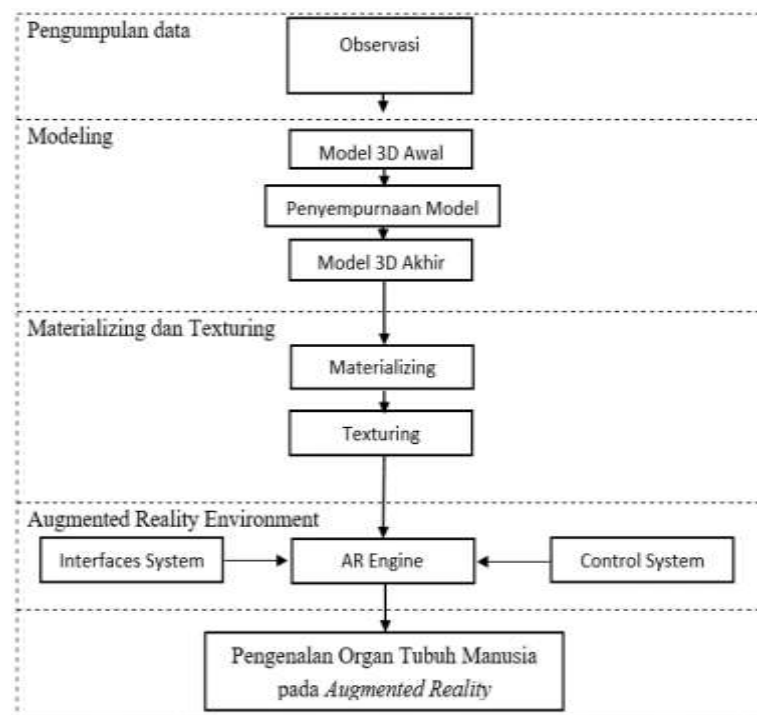 Pengumpulan data
Observasi
Modeling
Model 3D Awal
Penyempurnaan Model
Model 3D Akhir
Materializing dan Texturing
Materializing
Texturing
Augmented Reality Environment
Interfaces System
AR Engine
Control System
Pengenalan Organ Tubuh Manusia
pada Augmented Reality